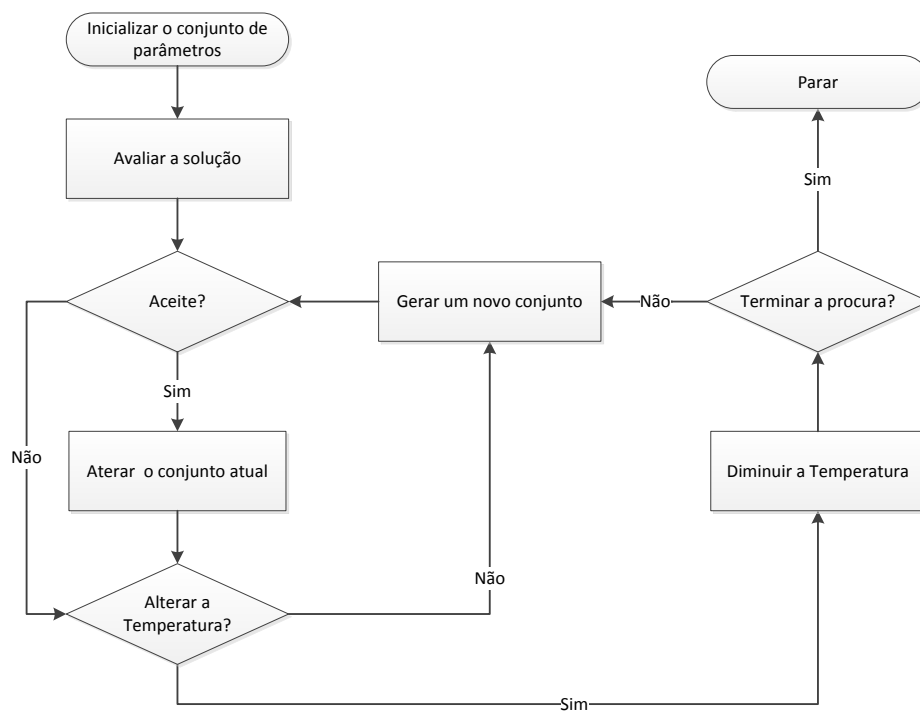 Inicializar o conjunto de
parâmetros
Avaliar a solução
Aceite?
Sim
Não
Aterar o conjunto atual
Alterar a
Temperatura?
Não
Sim
Gerar um novo conjunto
Não
Parar
Sim
Terminar a procura?
Diminuir a Temperatura